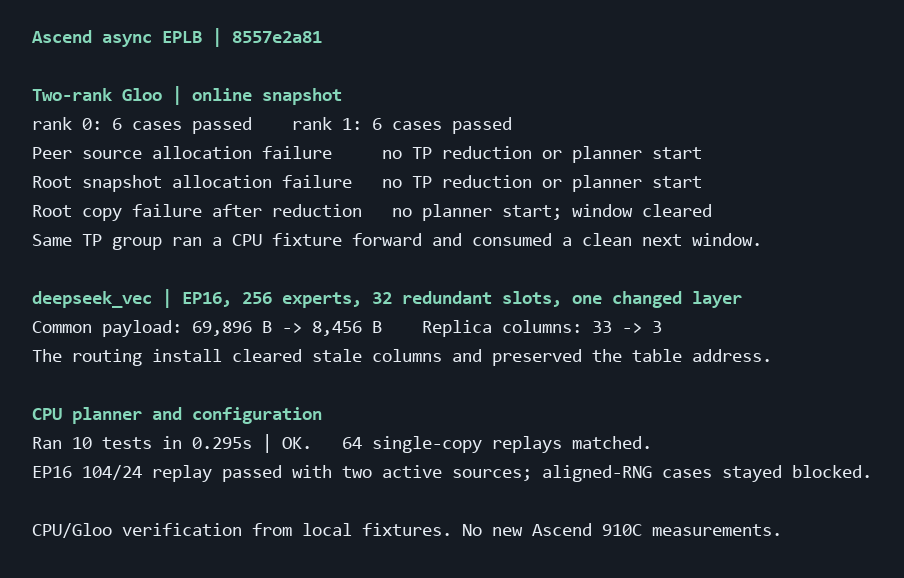 Ascend async EPLB | 8557e2a81
Two-rank Gloo | online snapshot
rank 0: 6 cases passed    rank 1: 6 cases passed
Peer source allocation failure     no TP reduction or planner start
Root snapshot allocation failure   no TP reduction or planner start
Root copy failure after reduction   no planner start; window cleared
Same TP group ran a CPU fixture forward and consumed a clean next window.
deepseek_vec | EP16, 256 experts, 32 redundant slots, one changed layer
Common payload: 69,896 B -> 8,456 B    Replica columns: 33 -> 3
The routing install cleared stale columns and preserved the table address.
CPU planner and configuration
Ran 10 tests in 0.295s | OK.   64 single-copy replays matched.
EP16 104/24 replay passed with two active sources; aligned-RNG cases stayed blocked.
CPU/Gloo verification from local fixtures. No new Ascend 910C measurements.